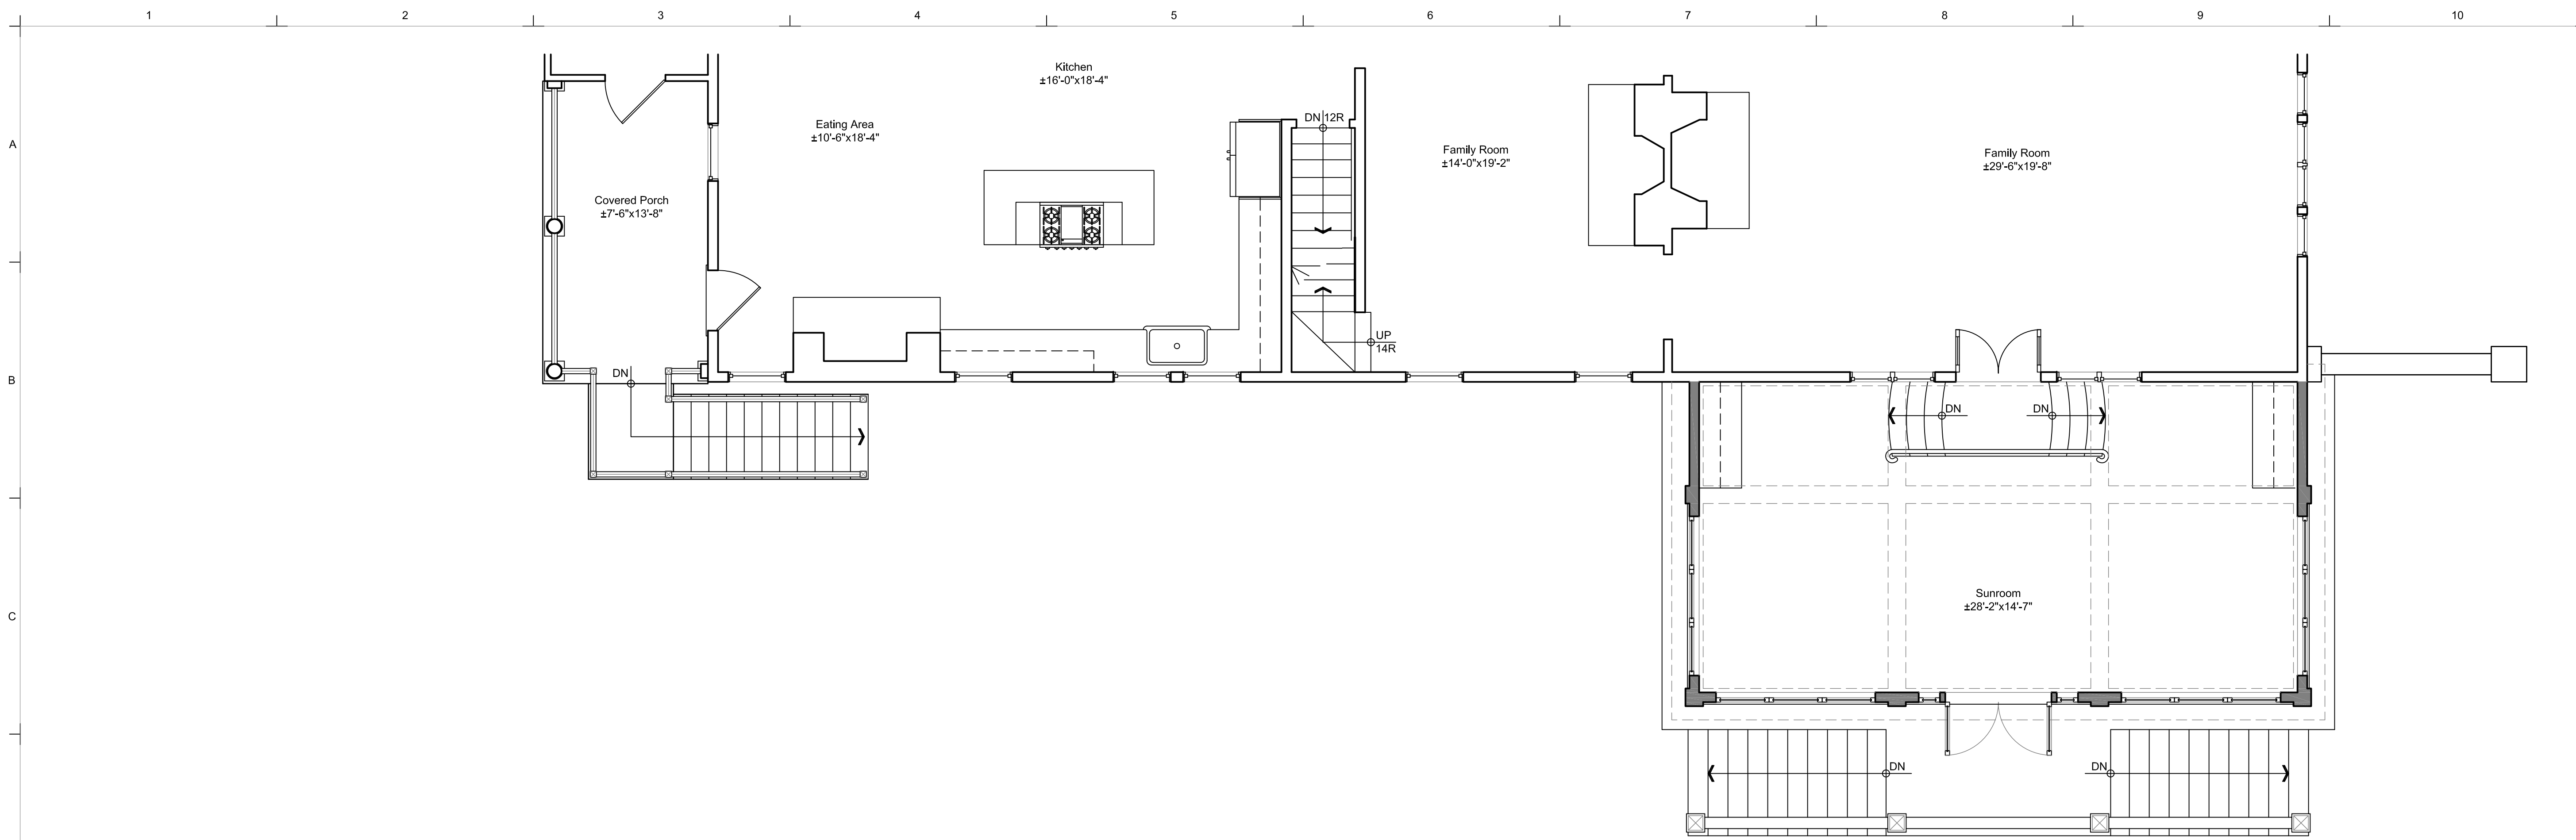 1 2 3 4 5 6 7 8 9 10
A
B
C
Kitchen
±16'-0"x18'-4"
Eating Area
±10'-6"x18'-4"
DN 12R
Family Room
±14'-0"x19'-2"
Family Room
±29'-6"x19'-8"
Covered Porch
±7'-6"x13'-8"
UP
14R
DN
DN
DN
Sunroom
±28'-2"x14'-7"
DN
DN